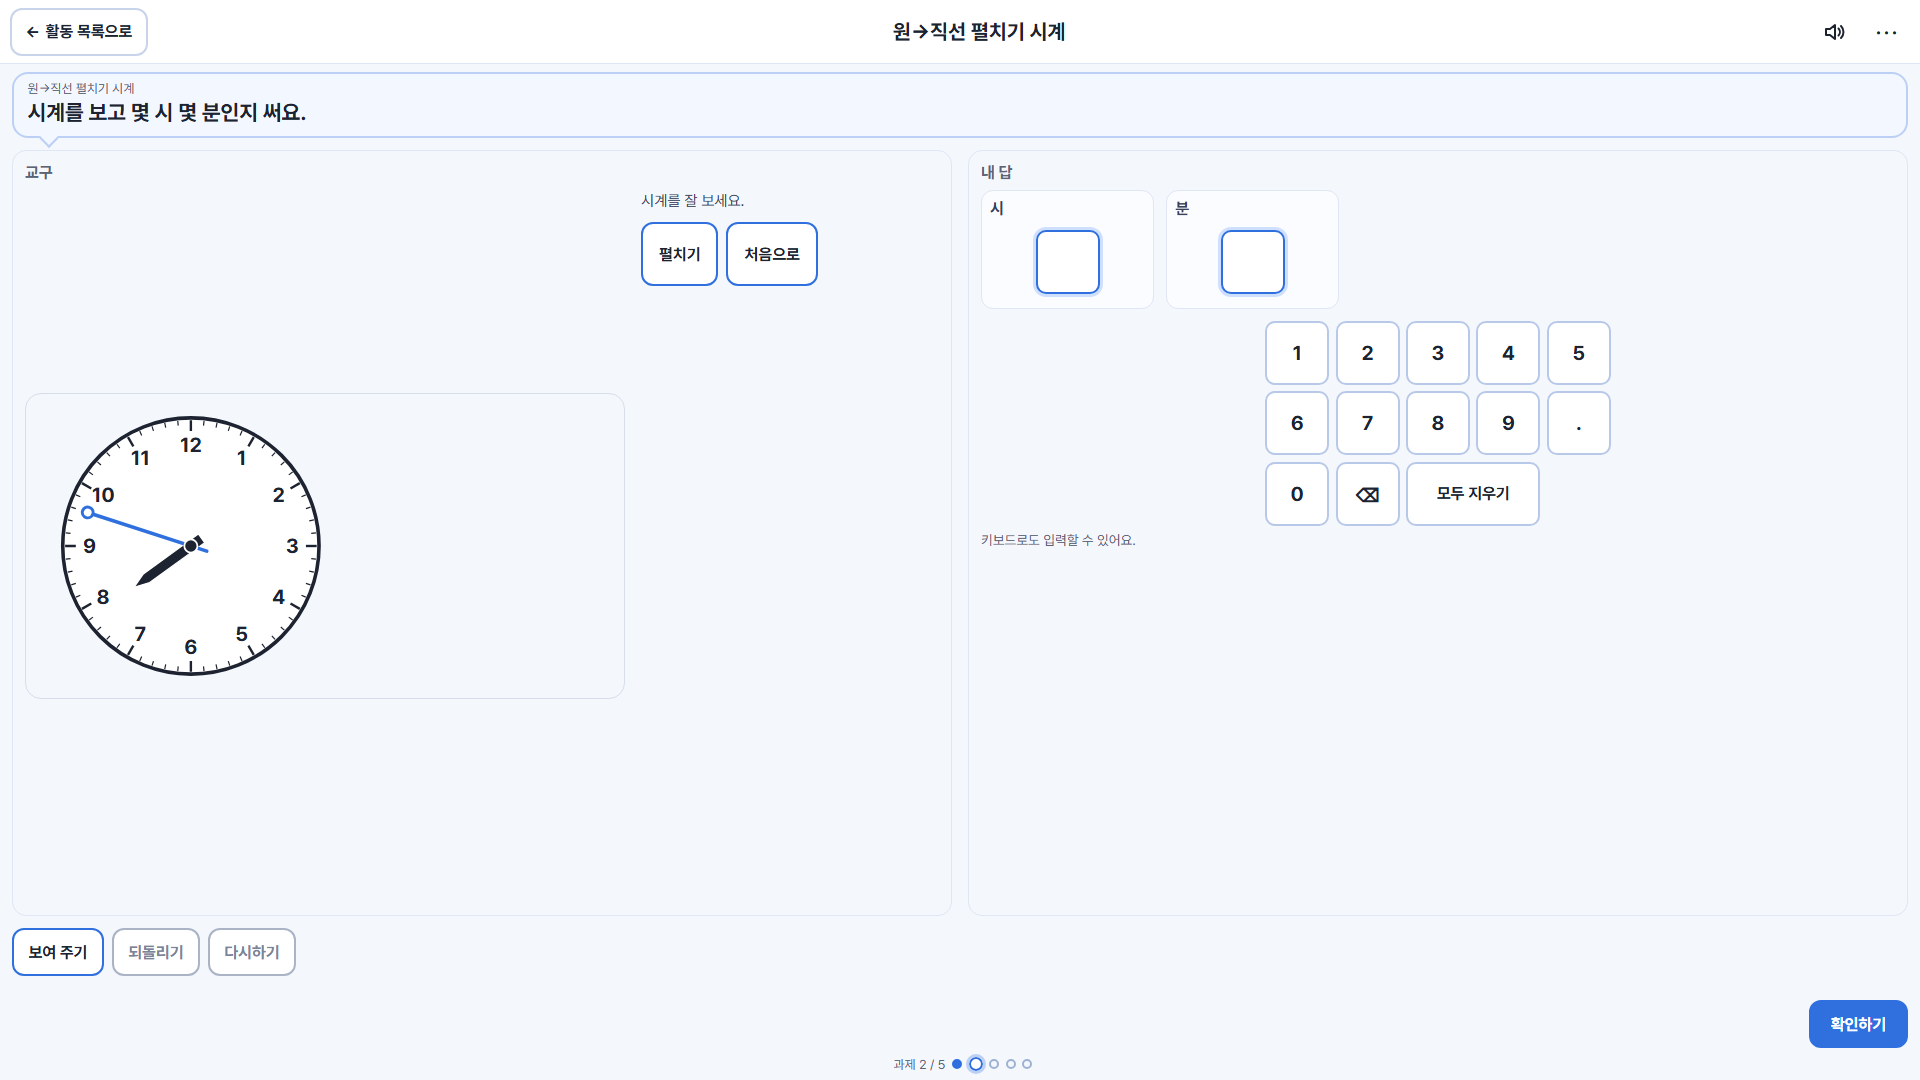 ← 활동 목록으로
원→직선 펼치기 시계
원→직선 펼치기 시계
시계를 보고 몇 시 몇 분인지 써요.
교구
시계를 잘 보세요.
펼치기
처음으로
12
1
2
3
4
5
6
7
8
9
10
11
내 답
시
분
1 2 3 4 5
6 7 8 9 .
0 ⌫ 모두 지우기
키보드로도 입력할 수 있어요.
보여 주기
되돌리기
다시하기
확인하기
과제 2 / 5